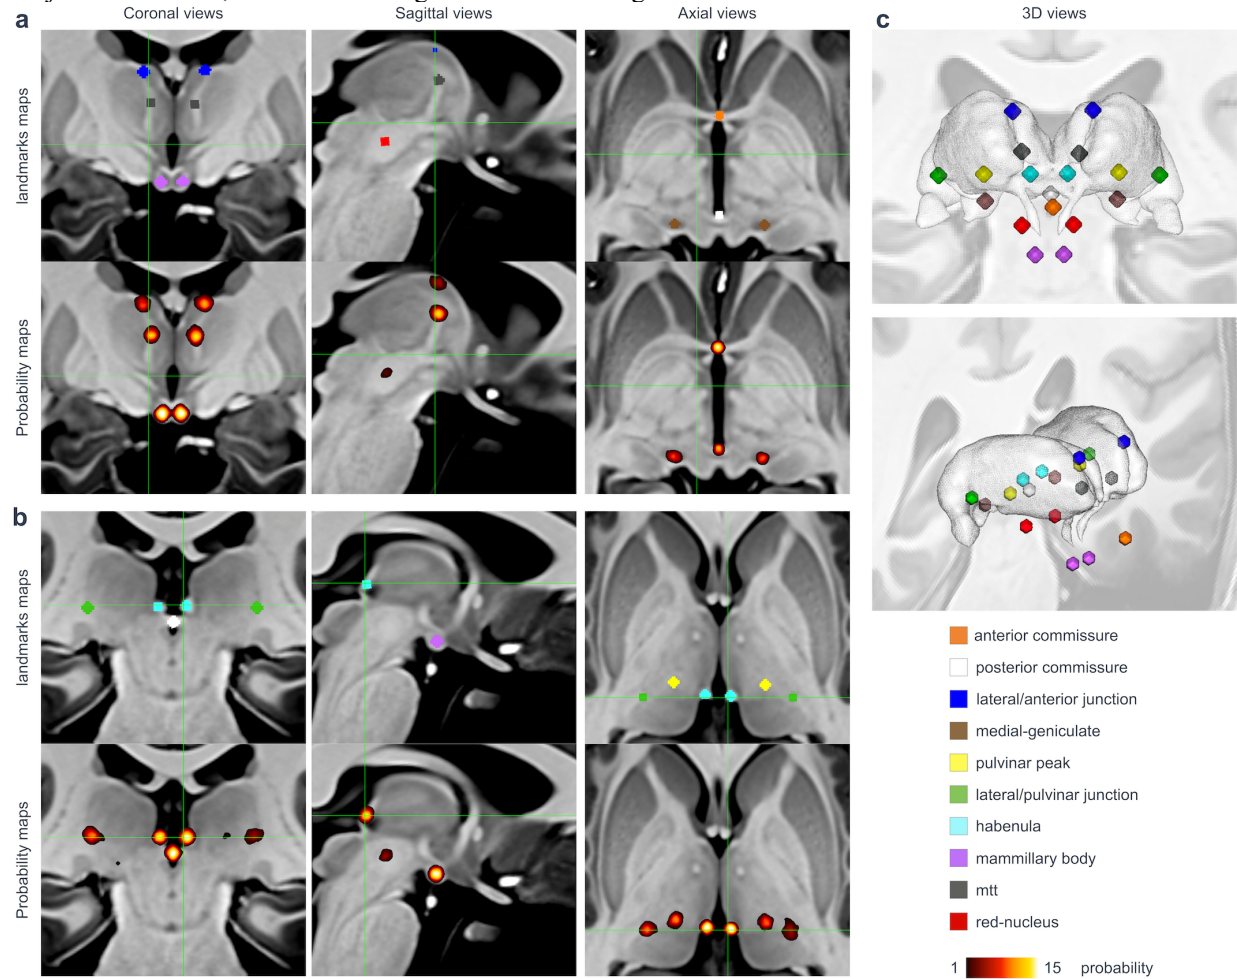 a
Coronal views
Sagittal views
Axial views
c
3D views
landmarks maps
Probability maps
b
landmarks maps
Probability maps
anterior commissure
posterior commissure
lateral/anterior junction
medial-geniculate
pulvinar peak
lateral/pulvinar junction
habenula
mammillary body
mtt
red-nucleus
1
15
probability